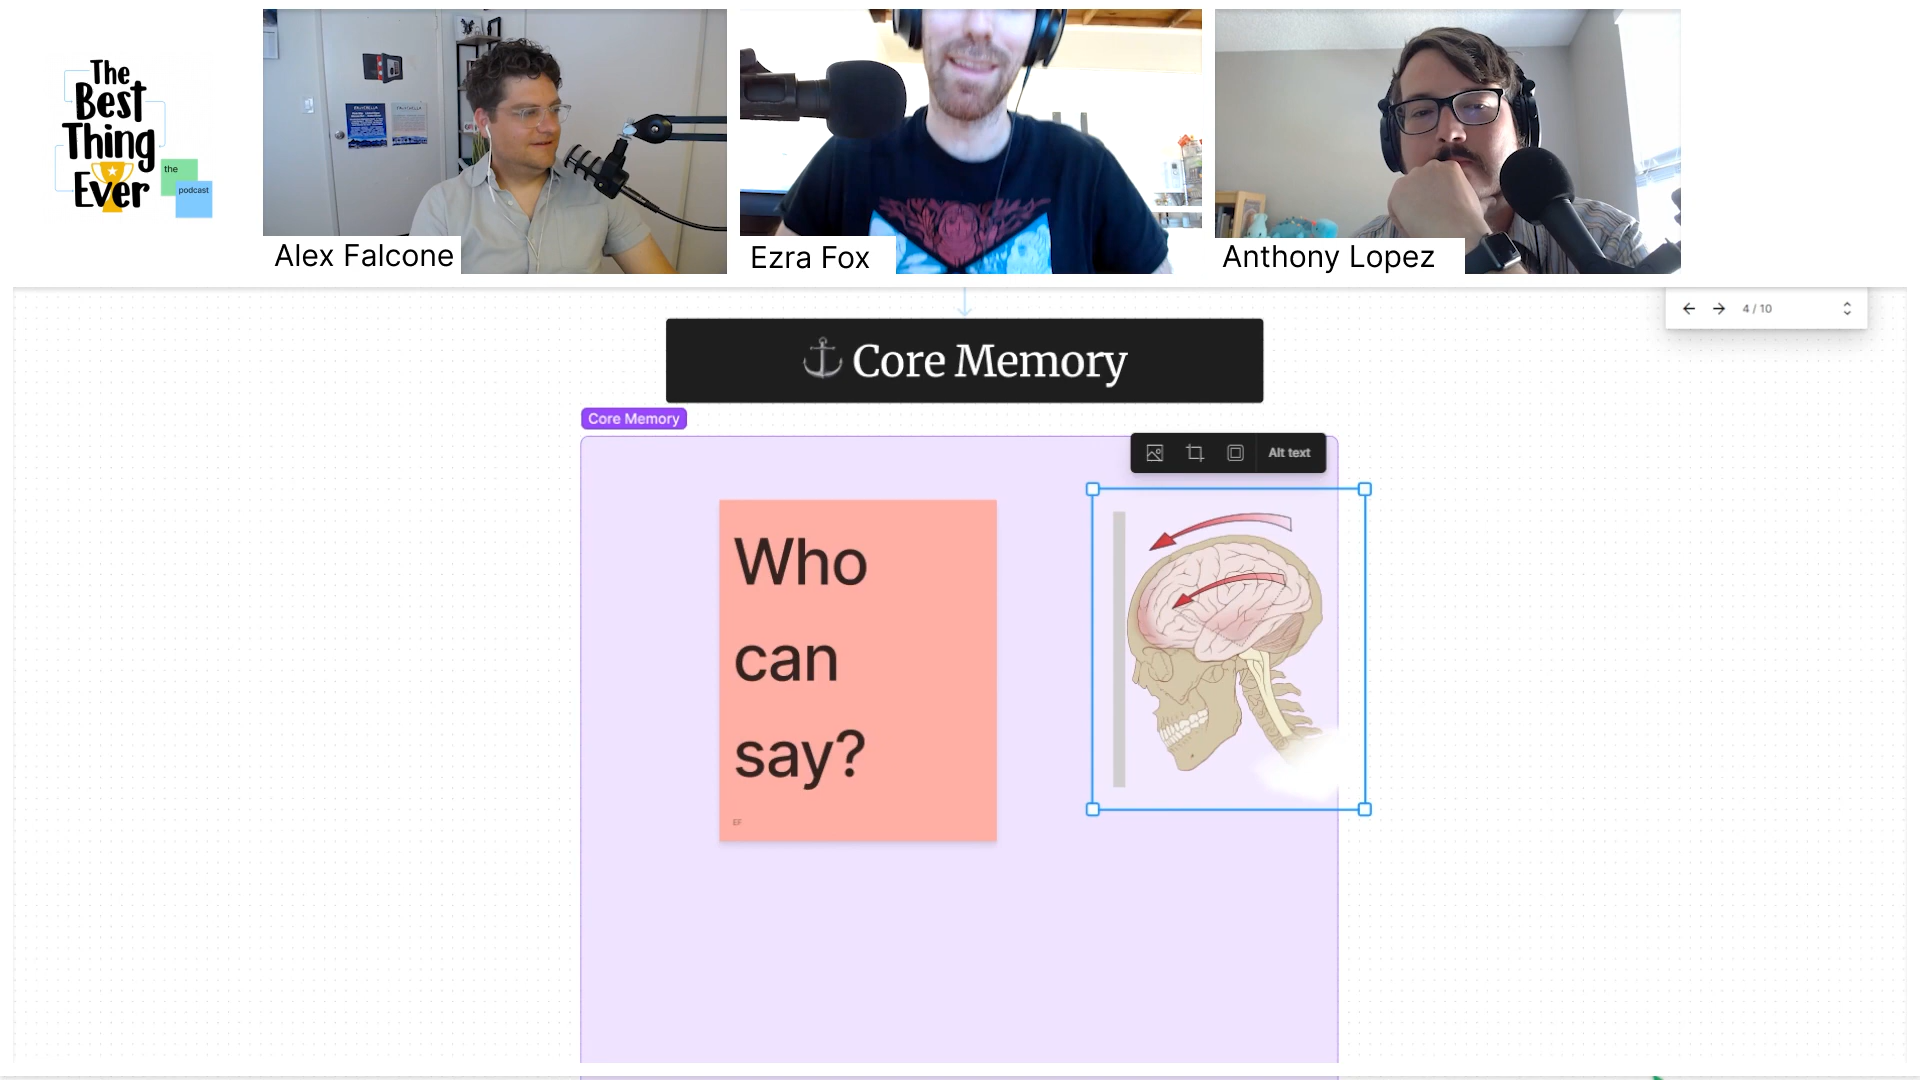 The
Best
Thing
Ever
the
podcast
Alex Falcone
Ezra Fox
Anthony Lopez
4 / 10
Core Memory
Core Memory
Alt text
Who
can
say?
EF